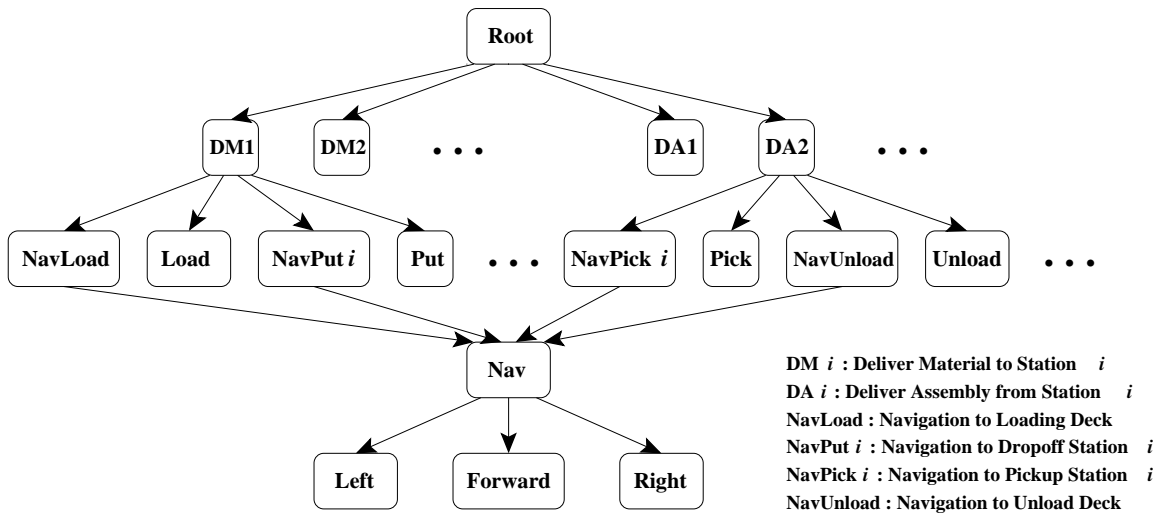 Root
DM1 DM2 • • • DA1 DA2 • • •
NavLoad Load NavPut i Put • • • NavPick i Pick NavUnload Unload • • •
Nav
Left Forward Right
DM i : Deliver Material to Station i
DA i : Deliver Assembly from Station i
NavLoad : Navigation to Loading Deck
NavPut i : Navigation to Dropoff Station i
NavPick i : Navigation to Pickup Station i
NavUnload : Navigation to Unload Deck